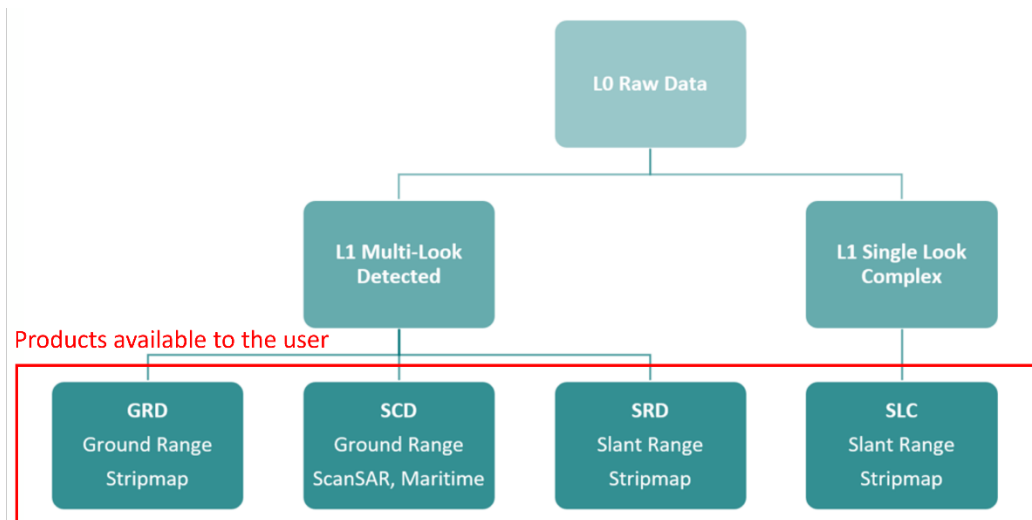 L0 Raw Data
L1 Multi-Look
Detected
L1 Single Look
Complex
Products available to the user
GRD
Ground Range
Stripmap
SCD
Ground Range
ScanSAR, Maritime
SRD
Slant Range
Stripmap
SLC
Slant Range
Stripmap